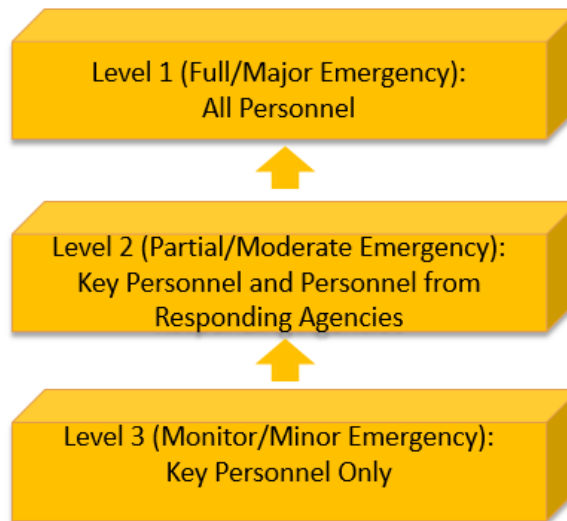 Level 1 (Full/Major Emergency):
All Personnel
Level 2 (Partial/Moderate Emergency):
Key Personnel and Personnel from
Responding Agencies
Level 3 (Monitor/Minor Emergency):
Key Personnel Only